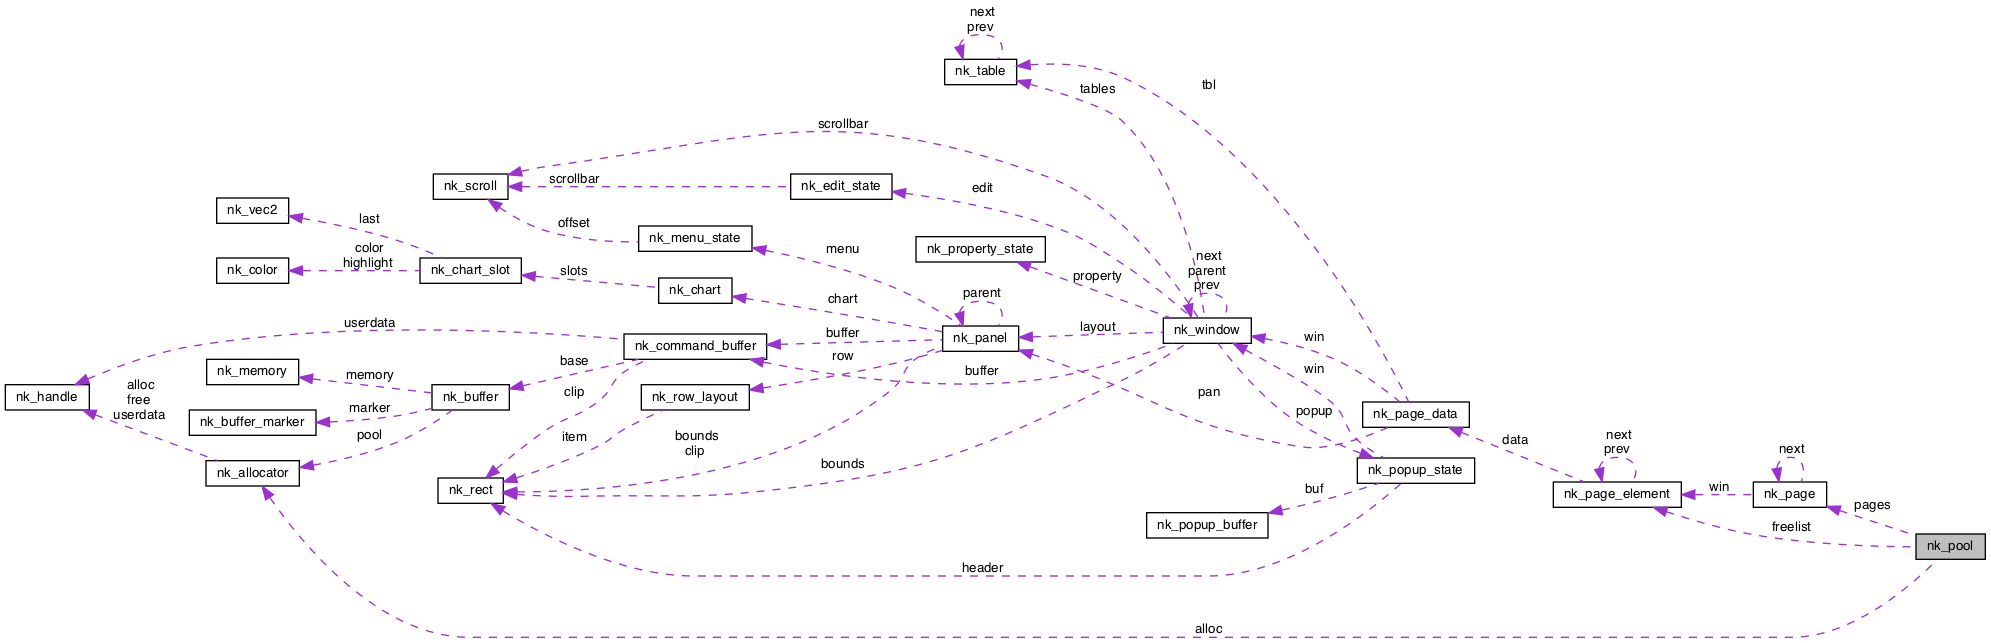 next
prev
nk_table
tables
tbl
scrollbar
nk_scroll
scrollbar
nk_edit_state
edit
nk_vec2
last
offset
nk_menu_state
menu
nk_property_state
property
next
parent
prev
color
highlight
nk_color
nk_chart_slot
slots
nk_chart
chart
parent
userdata
nk_command_buffer
buffer
nk_panel
layout
nk_window
win
row
base
nk_memory
memory
buffer
win
alloc
free
userdata
nk_handle
nk_buffer
clip
nk_row_layout
pan
popup
nk_page_data
marker
nk_buffer_marker
pool
item
bounds
clip
bounds
data
next
prev
next
nk_allocator
nk_popup_state
nk_rect
buf
nk_page_element
win
nk_page
pages
nk_popup_buffer
freelist
nk_pool
header
alloc